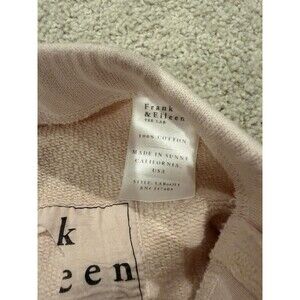 Frank
& Eileen
TEE LAB
100% COTTON
MADE IN SUNNY
CALIFORNIA,
USA
k
een